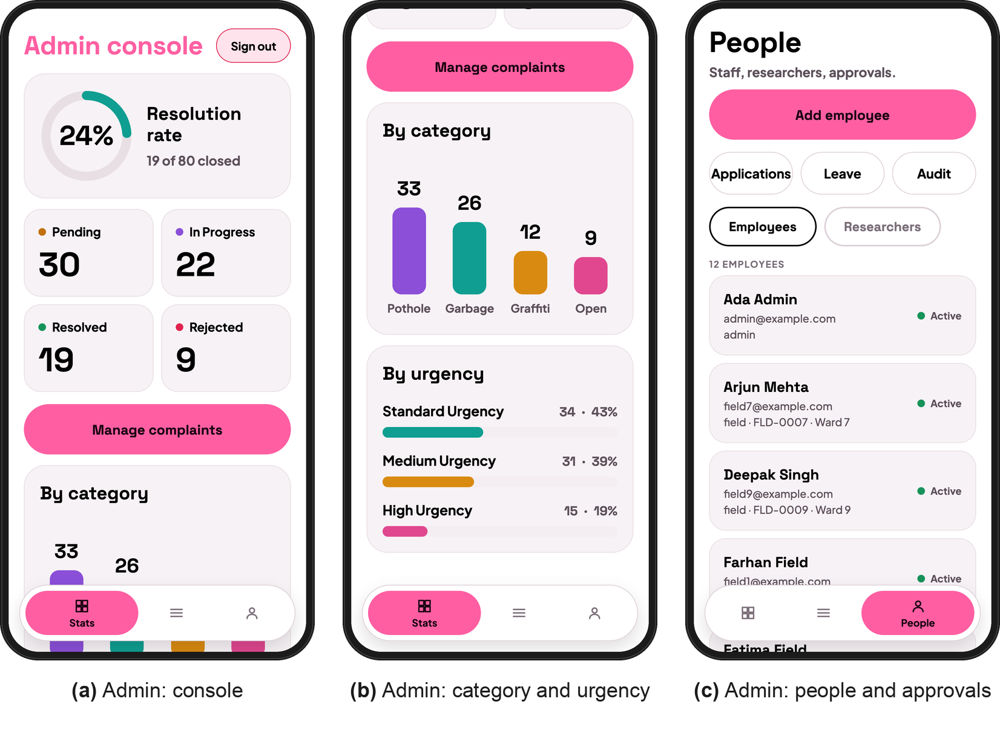 Admin console
Sign out
24%
Resolution
rate
19 of 80 closed
Pending
30
In Progress
22
Resolved
19
Rejected
9
Manage complaints
By category
33
26
Stats
(a) Admin: console
Manage complaints
By category
33
26
12
9
Pothole
Garbage
Graffiti
Open
By urgency
Standard Urgency
34 · 43%
Medium Urgency
31 · 39%
High Urgency
15 · 19%
Stats
(b) Admin: category and urgency
People
Staff, researchers, approvals.
Add employee
Applications
Leave
Audit
Employees
Researchers
12 EMPLOYEES
Ada Admin
admin@example.com
admin
Active
Arjun Mehta
field7@example.com
field · FLD-0007 · Ward 7
Active
Deepak Singh
field9@example.com
field · FLD-0009 · Ward 9
Active
Farhan Field
field1@example.com
Active
People
Fatima Field
(c) Admin: people and approvals